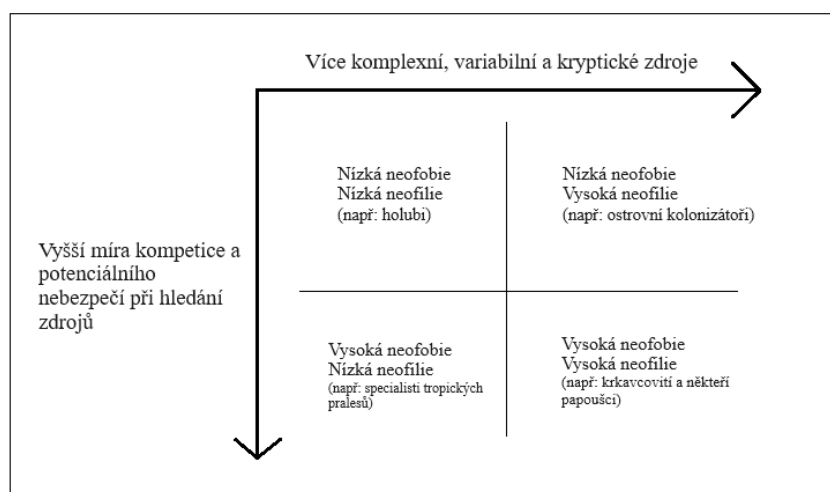 Více komplexní, variabilní a kryptické zdroje
Nízká neofobie
Nízká neofilie
(např: holubi)
Nízká neofobie
Vysoká neofilie
(např: ostrovní kolonizátoři)
Vyšší míra kompetice a
potenciálního
nebezpečí při hledání
zdrojů
Vysoká neofobie
Nízká neofilie
(např: specialisti tropických
pralesů)
Vysoká neofobie
Vysoká neofilie
(např: krkavcovití a někteří
papoušci)